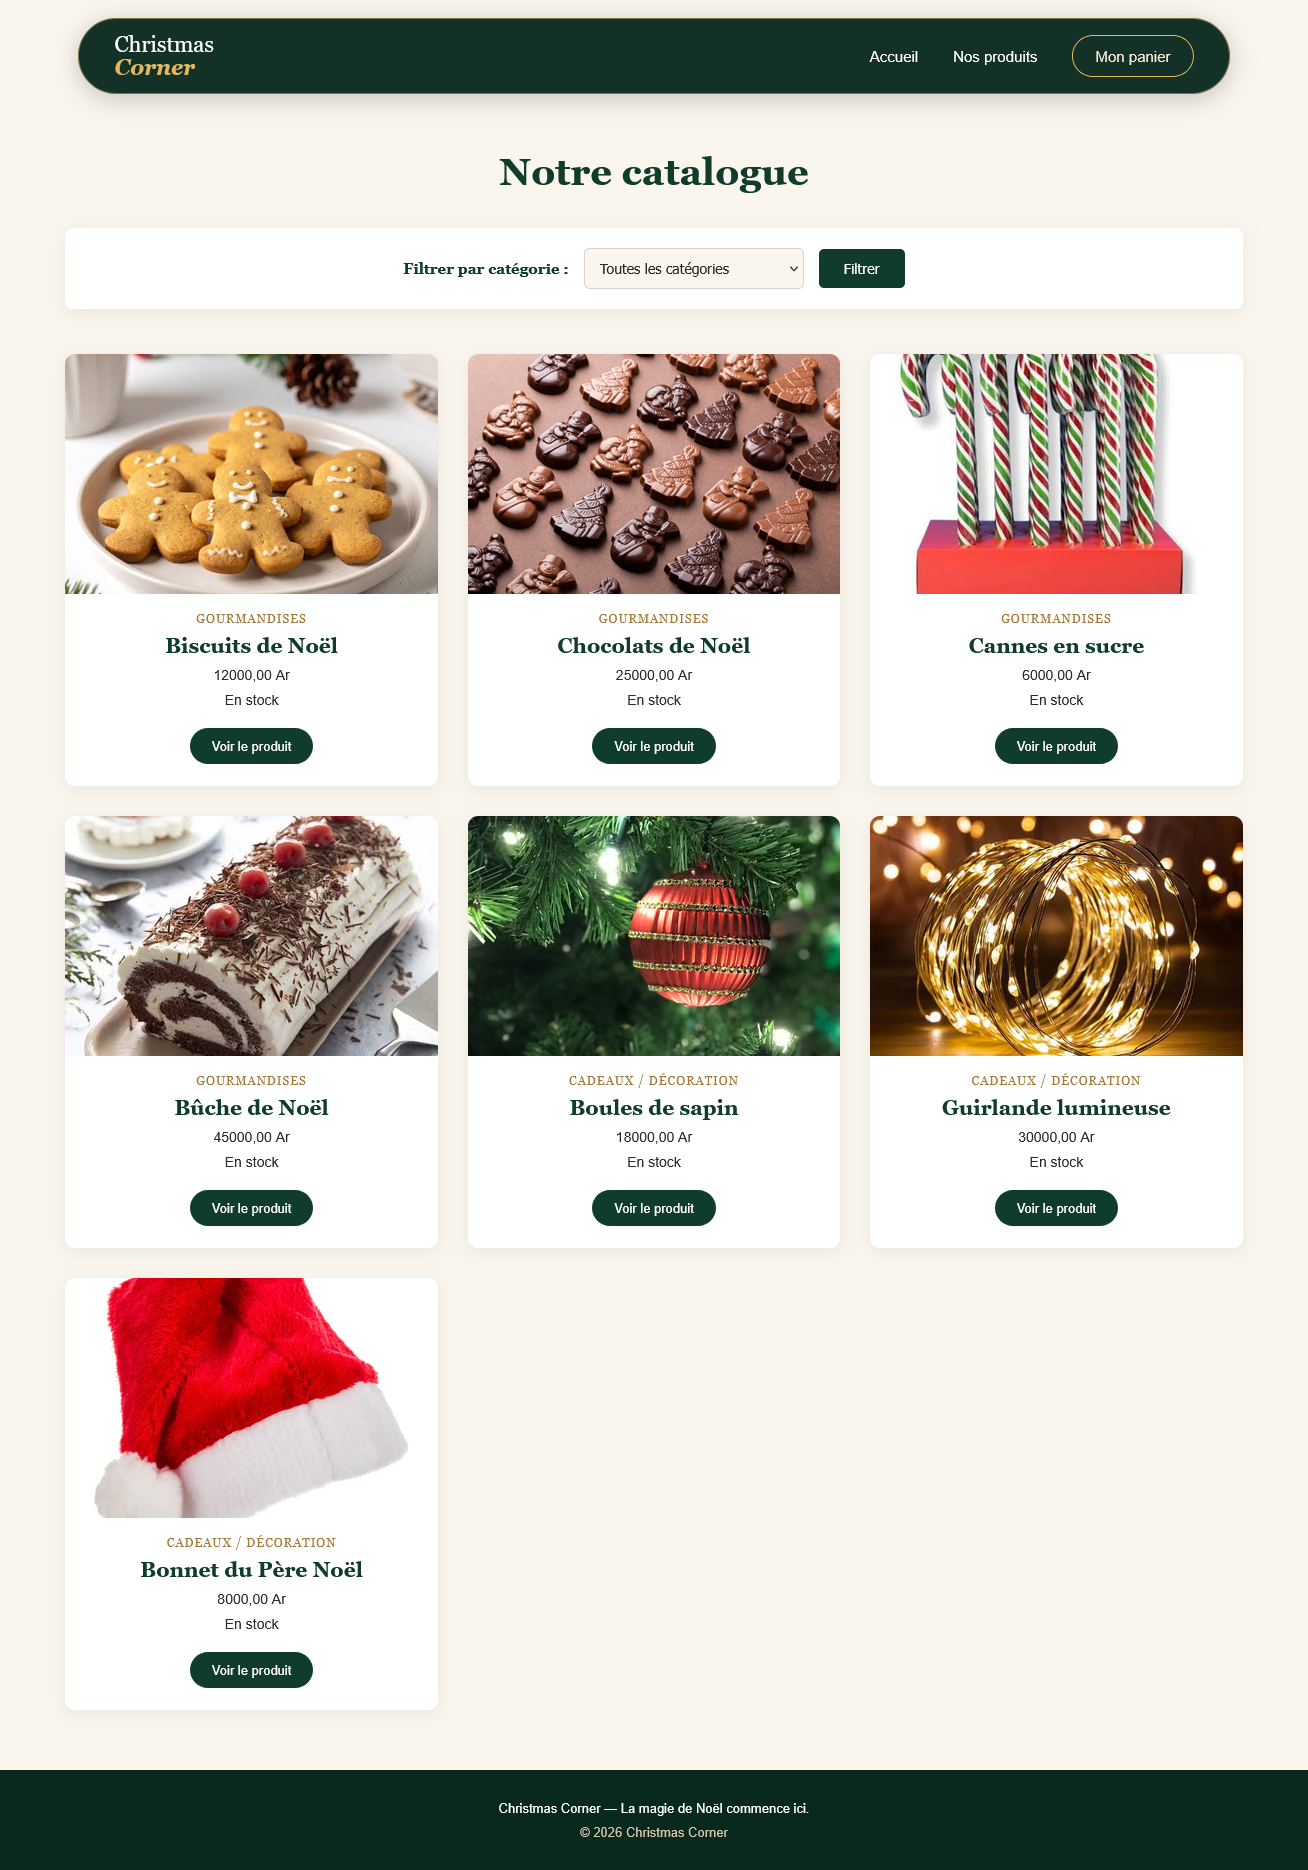 Christmas
Corner
Accueil
Nos produits
Mon panier
Notre catalogue
Filtrer par catégorie :
Toutes les catégories
Filtrer
GOURMANDISES
Biscuits de Noël
12000,00 Ar
En stock
Voir le produit
GOURMANDISES
Chocolats de Noël
25000,00 Ar
En stock
Voir le produit
GOURMANDISES
Cannes en sucre
6000,00 Ar
En stock
Voir le produit
GOURMANDISES
Bûche de Noël
45000,00 Ar
En stock
Voir le produit
CADEAUX / DÉCORATION
Boules de sapin
18000,00 Ar
En stock
Voir le produit
CADEAUX / DÉCORATION
Guirlande lumineuse
30000,00 Ar
En stock
Voir le produit
CADEAUX / DÉCORATION
Bonnet du Père Noël
8000,00 Ar
En stock
Voir le produit
Christmas Corner — La magie de Noël commence ici.
© 2026 Christmas Corner